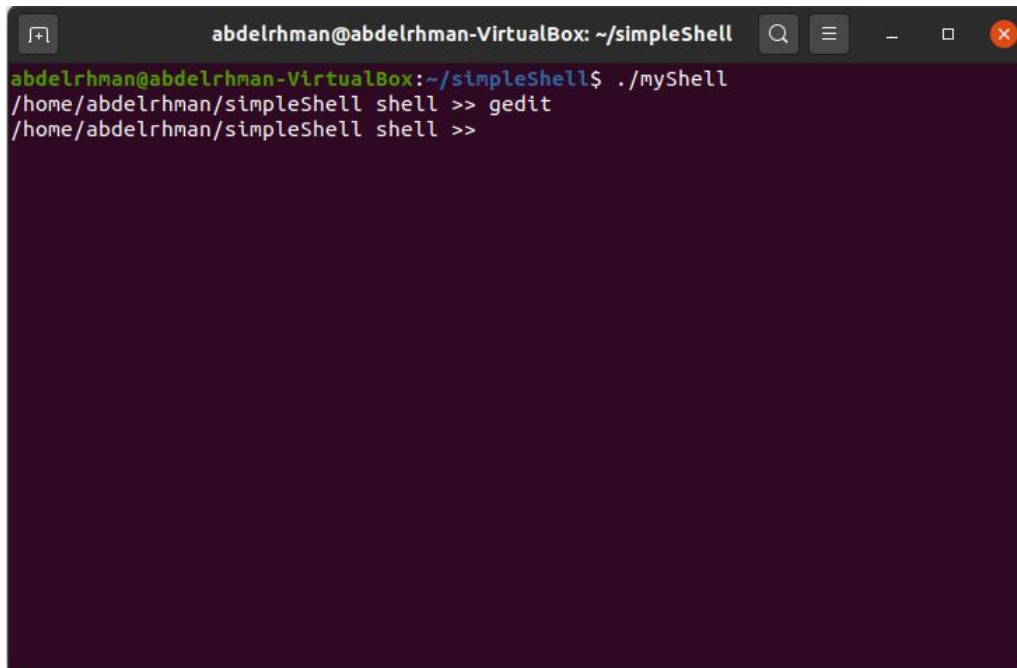 abdelrhman@abdelrhman-VirtualBox: ~/simpleShell
abdelrhman@abdelrhman-VirtualBox:~/simpleShell$ ./myShell
/home/abdelrhman/simpleShell shell >> gedit
/home/abdelrhman/simpleShell shell >>